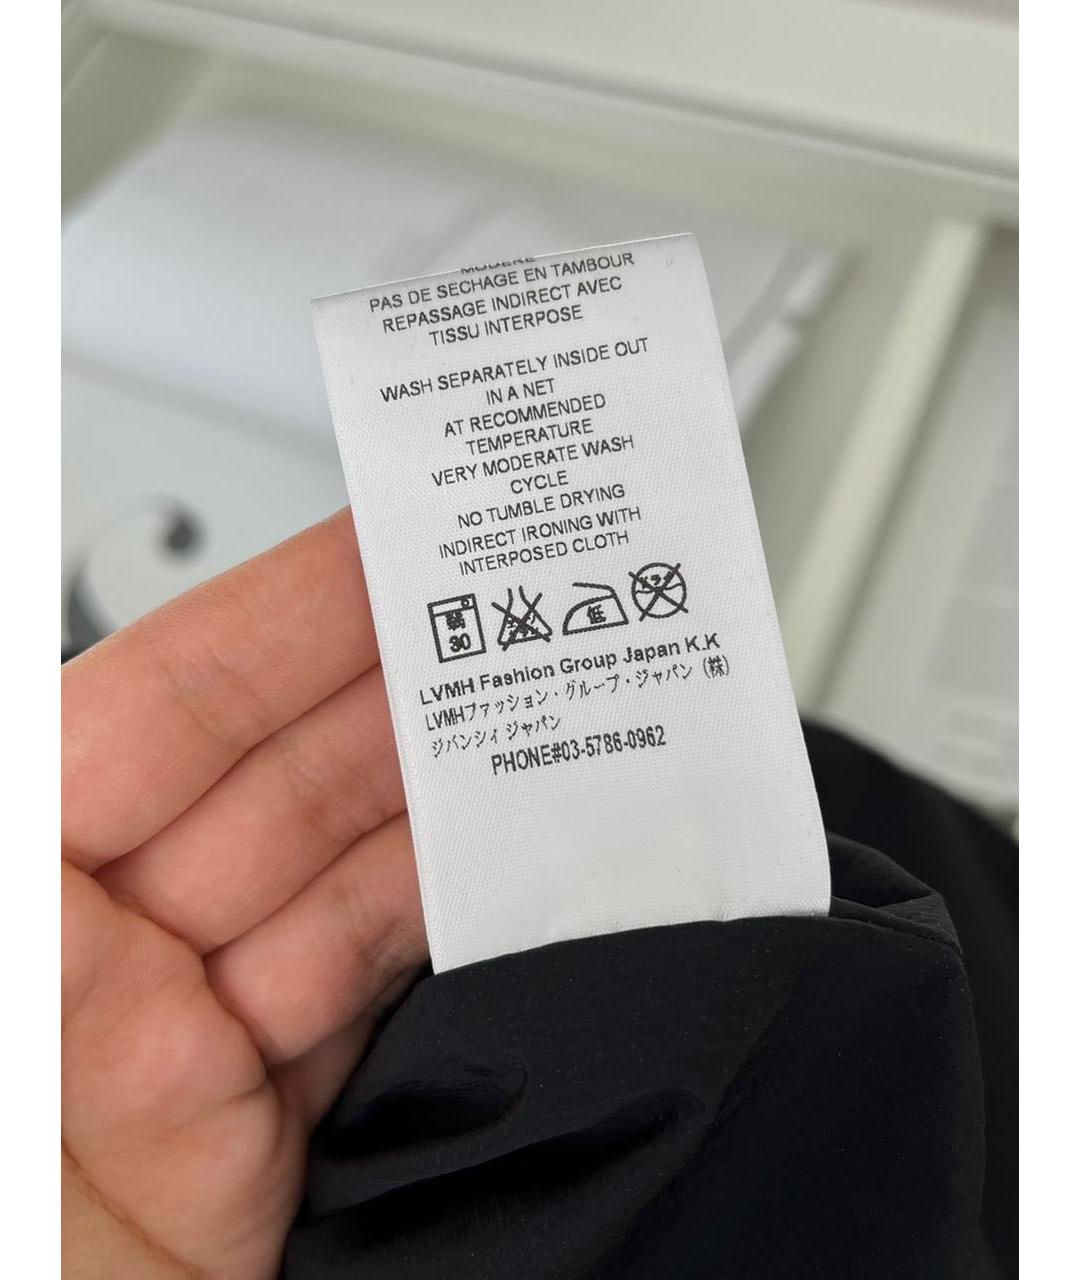 MODERE
PAS DE SECHAGE EN TAMBOUR
REPASSAGE INDIRECT AVEC
TISSU INTERPOSE
WASH SEPARATELY INSIDE OUT
IN A NET
AT RECOMMENDED
TEMPERATURE
VERY MODERATE WASH
CYCLE
NO TUMBLE DRYING
INDIRECT IRONING WITH
INTERPOSED CLOTH
弱 低
30
LVMH Fashion Group Japan K.K
LVMHファッション・グループ・ジャパン (株)
ジバンシィ ジャパン
PHONE#03-5786-0962